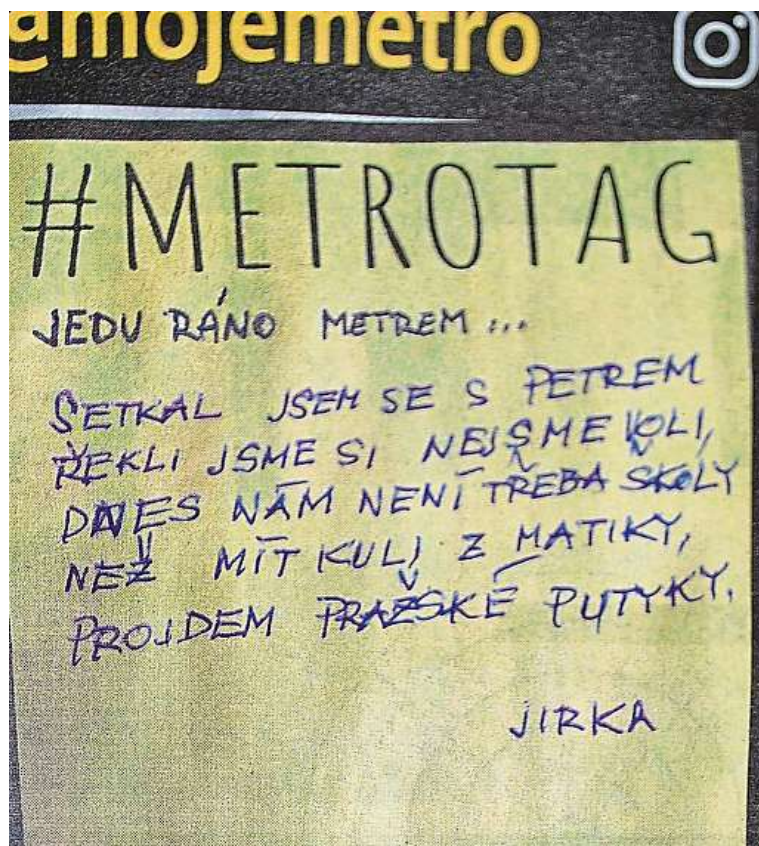 @mojemetro
#METROTAG
JEDU RÁNO METREM...
SETKAL JSEM SE S PETREM
ŘEKLI JSME SI NEJSME VOLI,
DNES NÁM NENÍ TŘEBA ŠKOLY
NEŽ MÍT KULI Z MATIKY,
PROJDEM PRAŽSKÉ PUTYKY.
JIRKA